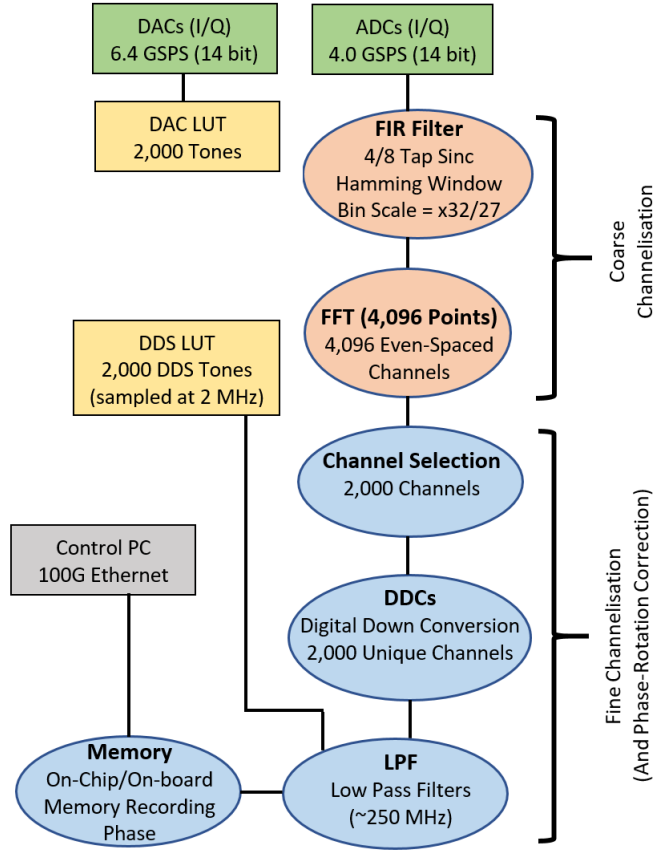 DACs (I/Q)
6.4 GSPS (14 bit)
ADCs (I/Q)
4.0 GSPS (14 bit)
DAC LUT
2,000 Tones
FIR Filter
4/8 Tap Sinc
Hamming Window
Bin Scale = x32/27
Coarse
Channelisation
FFT (4,096 Points)
4,096 Even-Spaced
Channels
DDS LUT
2,000 DDS Tones
(sampled at 2 MHz)
Channel Selection
2,000 Channels
Control PC
100G Ethernet
DDCs
Digital Down Conversion
2,000 Unique Channels
Fine Channelisation
(And Phase-Rotation Correction)
Memory
On-Chip/On-board
Memory Recording
Phase
LPF
Low Pass Filters
(~250 MHz)